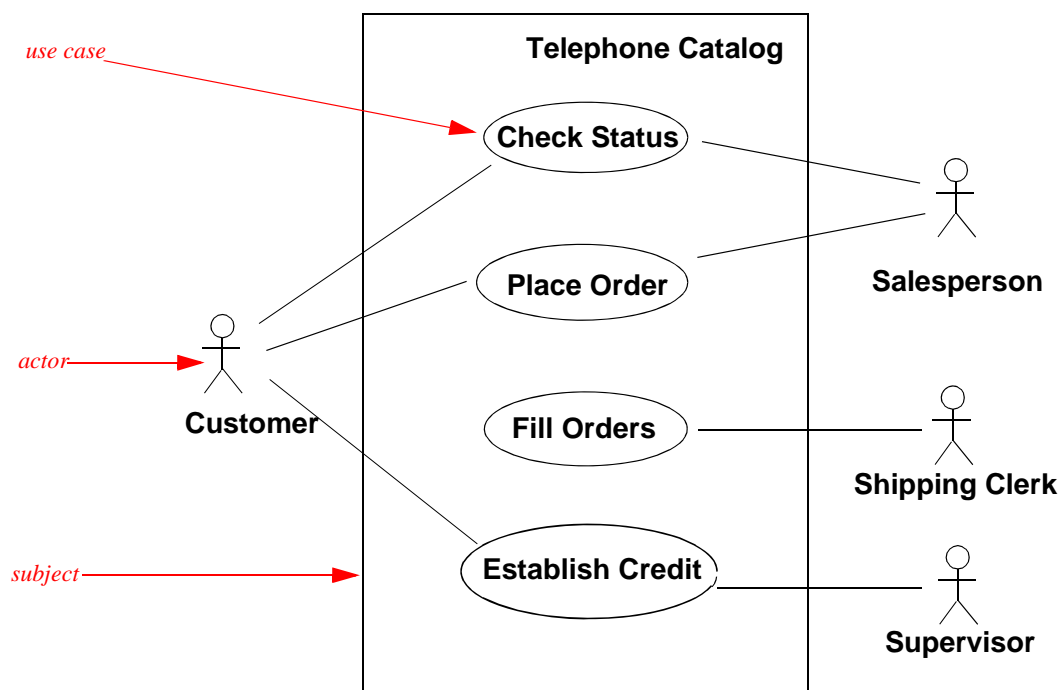 use case
Telephone Catalog
Check Status
Place Order
Salesperson
actor
Customer
Fill Orders
Shipping Clerk
subject
Establish Credit
Supervisor